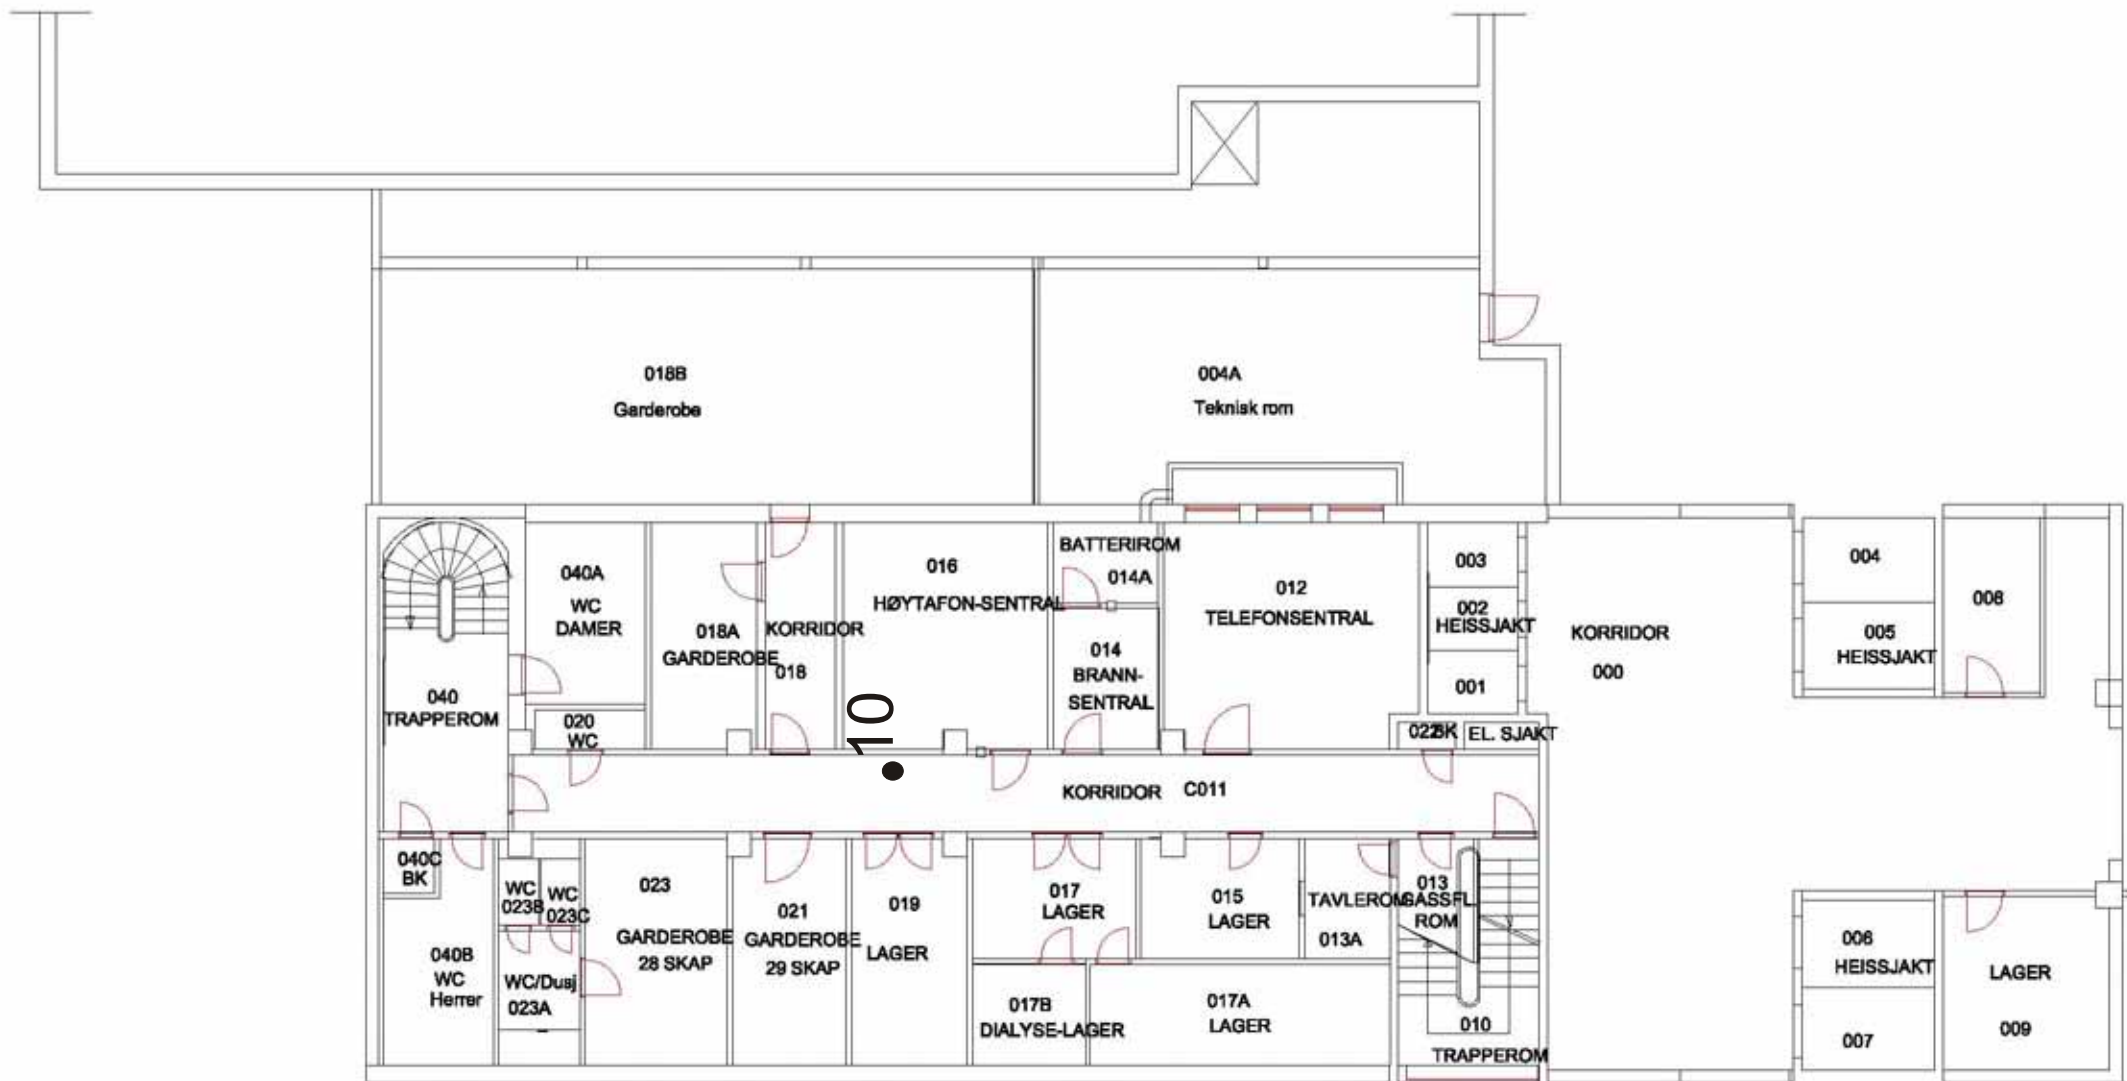 018B
Garderobe
004A
Teknisk rom
040A
WC
DAMER
018A
GARDEROBE
KORRIDOR
018
016
HØYTAFON-SENTRAL
BATTERIROM
014A
014
BRANN-
SENTRAL
012
TELEFONSENTRAL
003
002
HEISSJAKT
001
KORRIDOR
000
004
005
HEISSJAKT
008
040
TRAPPEROM
020
WC
.10
022 BK
EL. SJAKT
KORRIDOR C011
040C
BK
040B
WC
Herrer
WC
023B
WC
023C
WC/Dusj
023A
023
GARDEROBE
28 SKAP
021
GARDEROBE
29 SKAP
019
LAGER
017
LAGER
015
LAGER
TAVLEROM
013A
013
GASSFL.
ROM
017B
DIALYSE-LAGER
017A
LAGER
010
TRAPPEROM
006
HEISSJAKT
007
LAGER
009